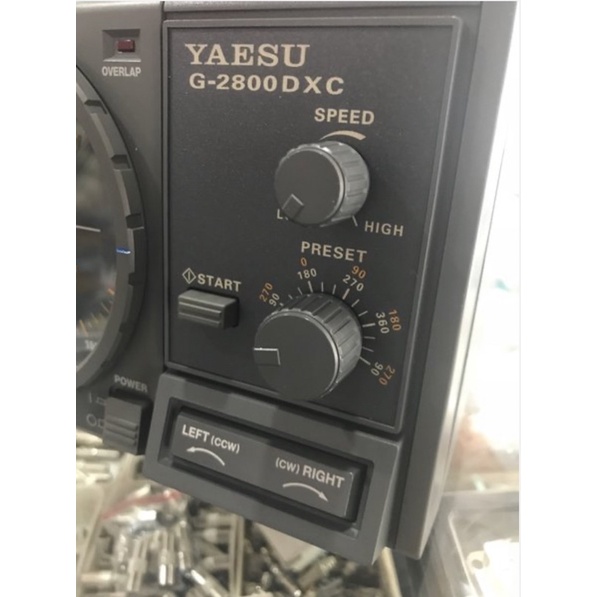 OVERLAP
YAESU
G-2800DXC
SPEED
HIGH
PRESET
0 90
270 180 270 180
90 360
90 270
START
POWER
LEFT (CCW)
(CW) RIGHT